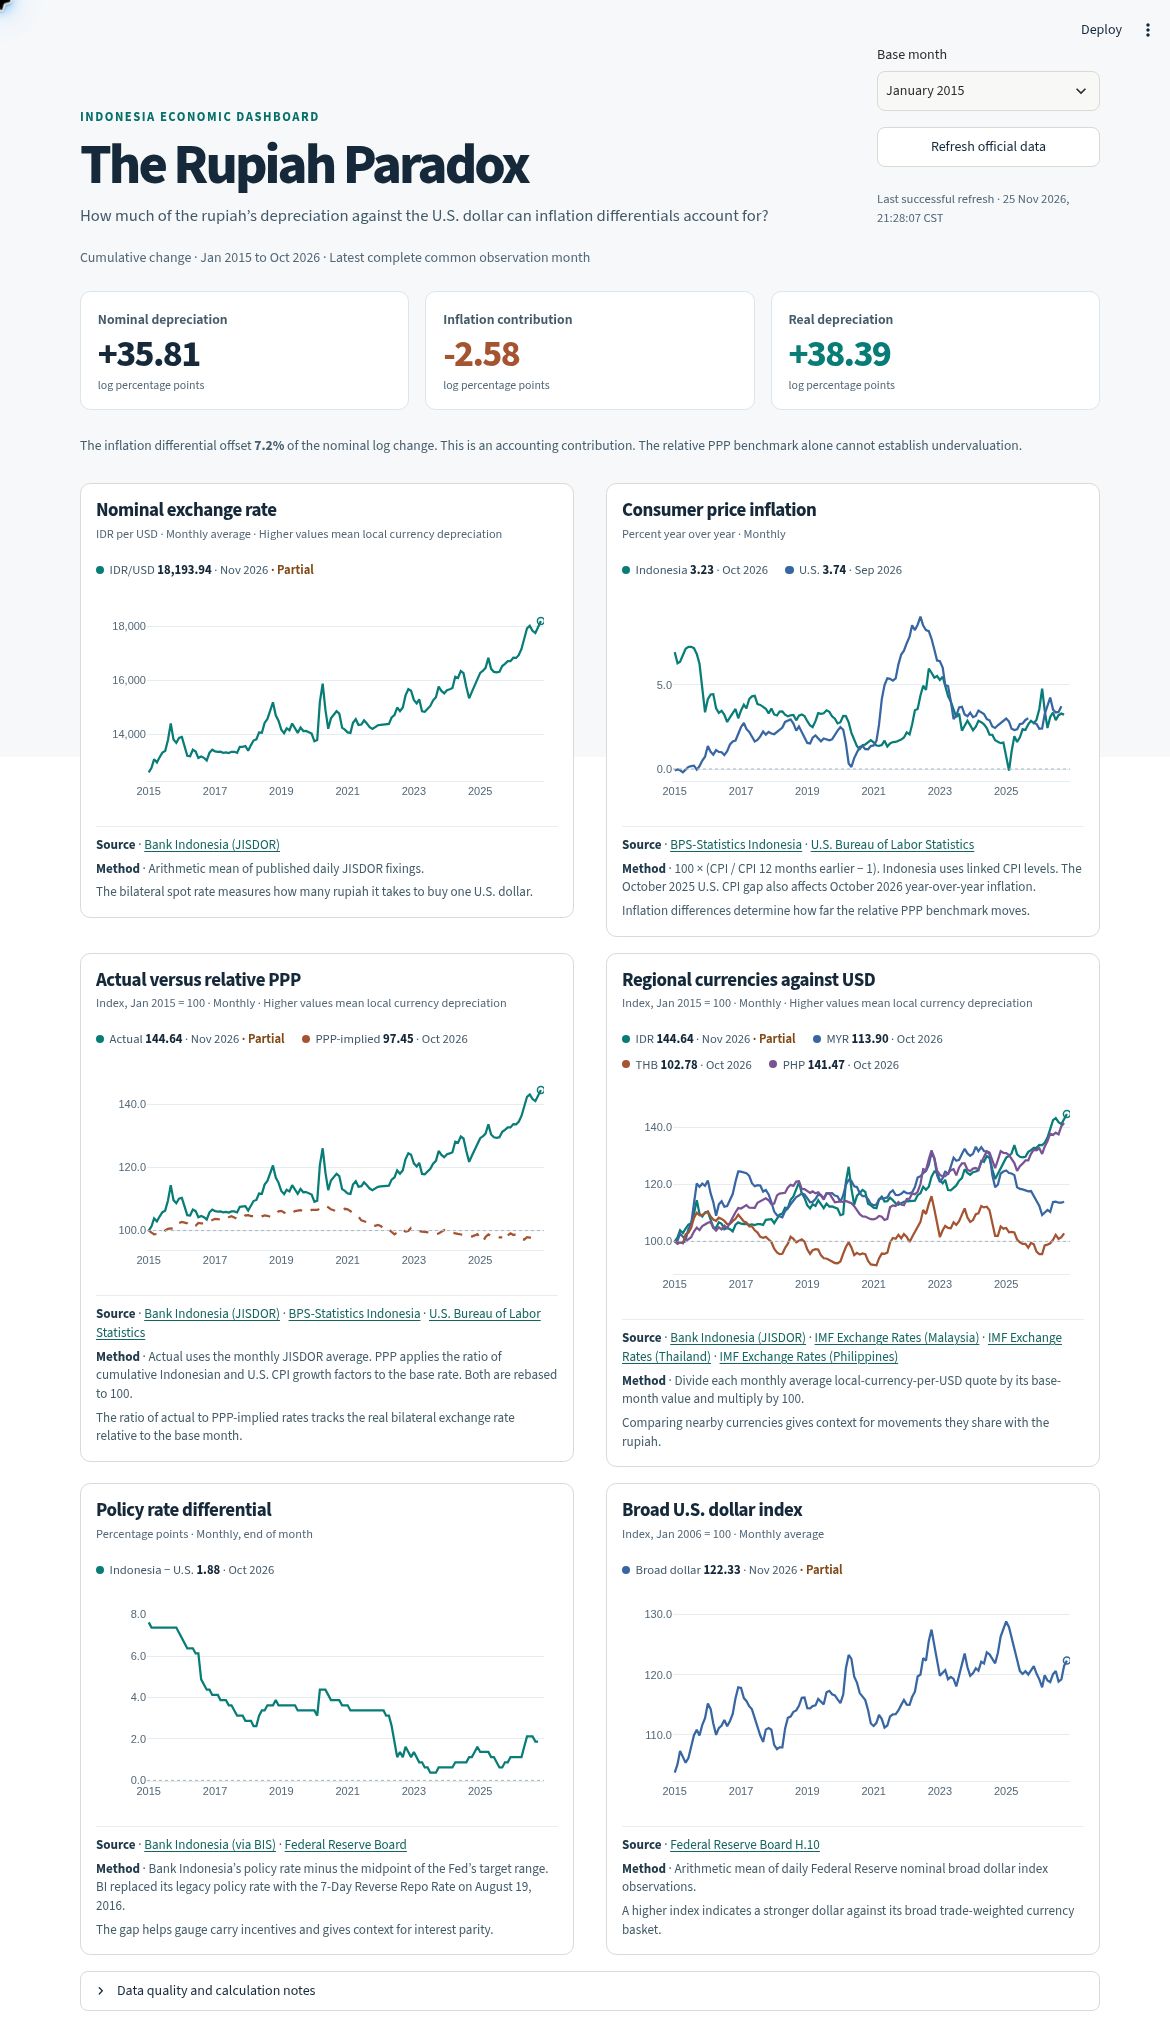 Deploy
Base month
January 2015
Refresh official data
Last successful refresh · 25 Nov 2026,
21:28:07 CST
INDONESIA ECONOMIC DASHBOARD
The Rupiah Paradox
How much of the rupiah’s depreciation against the U.S. dollar can inflation differentials account for?
Cumulative change · Jan 2015 to Oct 2026 · Latest complete common observation month
Nominal depreciation
+35.81
log percentage points
Inflation contribution
-2.58
log percentage points
Real depreciation
+38.39
log percentage points
The inflation differential offset 7.2% of the nominal log change. This is an accounting contribution. The relative PPP benchmark alone cannot establish undervaluation.
Nominal exchange rate
IDR per USD · Monthly average · Higher values mean local currency depreciation
IDR/USD 18,193.94 · Nov 2026 · Partial
18,000
16,000
14,000
2015 2017 2019 2021 2023 2025
Source · Bank Indonesia (JISDOR)
Method · Arithmetic mean of published daily JISDOR fixings.
The bilateral spot rate measures how many rupiah it takes to buy one U.S. dollar.
Consumer price inflation
Percent year over year · Monthly
Indonesia 3.23 · Oct 2026 U.S. 3.74 · Sep 2026
5.0
0.0
2015 2017 2019 2021 2023 2025
Source · BPS-Statistics Indonesia · U.S. Bureau of Labor Statistics
Method · 100 × (CPI / CPI 12 months earlier − 1). Indonesia uses linked CPI levels. The
October 2025 U.S. CPI gap also affects October 2026 year-over-year inflation.
Inflation differences determine how far the relative PPP benchmark moves.
Actual versus relative PPP
Index, Jan 2015 = 100 · Monthly · Higher values mean local currency depreciation
Actual 144.64 · Nov 2026 · Partial PPP-implied 97.45 · Oct 2026
140.0
120.0
100.0
2015 2017 2019 2021 2023 2025
Source · Bank Indonesia (JISDOR) · BPS-Statistics Indonesia · U.S. Bureau of Labor
Statistics
Method · Actual uses the monthly JISDOR average. PPP applies the ratio of
cumulative Indonesian and U.S. CPI growth factors to the base rate. Both are rebased
to 100.
The ratio of actual to PPP-implied rates tracks the real bilateral exchange rate
relative to the base month.
Regional currencies against USD
Index, Jan 2015 = 100 · Monthly · Higher values mean local currency depreciation
IDR 144.64 · Nov 2026 · Partial MYR 113.90 · Oct 2026
THB 102.78 · Oct 2026 PHP 141.47 · Oct 2026
140.0
120.0
100.0
2015 2017 2019 2021 2023 2025
Source · Bank Indonesia (JISDOR) · IMF Exchange Rates (Malaysia) · IMF Exchange
Rates (Thailand) · IMF Exchange Rates (Philippines)
Method · Divide each monthly average local-currency-per-USD quote by its base-
month value and multiply by 100.
Comparing nearby currencies gives context for movements they share with the
rupiah.
Policy rate differential
Percentage points · Monthly, end of month
Indonesia − U.S. 1.88 · Oct 2026
8.0
6.0
4.0
2.0
0.0
2015 2017 2019 2021 2023 2025
Source · Bank Indonesia (via BIS) · Federal Reserve Board
Method · Bank Indonesia’s policy rate minus the midpoint of the Fed’s target range.
BI replaced its legacy policy rate with the 7-Day Reverse Repo Rate on August 19,
2016.
The gap helps gauge carry incentives and gives context for interest parity.
Broad U.S. dollar index
Index, Jan 2006 = 100 · Monthly average
Broad dollar 122.33 · Nov 2026 · Partial
130.0
120.0
110.0
2015 2017 2019 2021 2023 2025
Source · Federal Reserve Board H.10
Method · Arithmetic mean of daily Federal Reserve nominal broad dollar index
observations.
A higher index indicates a stronger dollar against its broad trade-weighted currency
basket.
Data quality and calculation notes